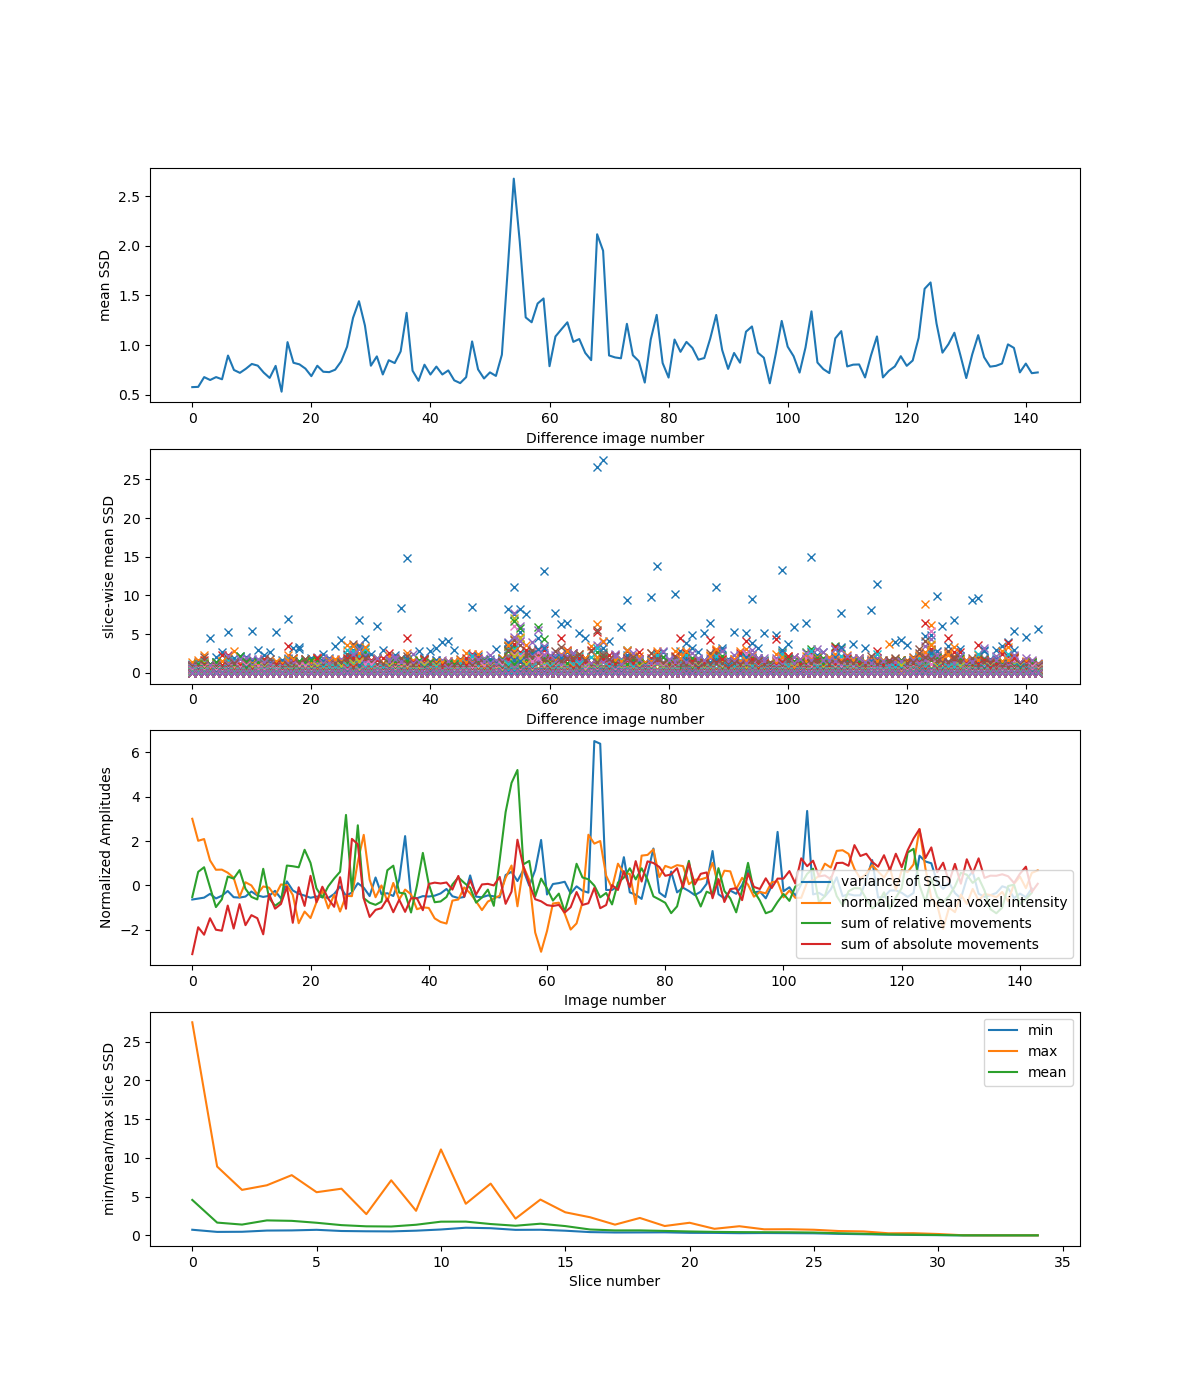 mean SSD
2.5
2.0
1.5
1.0
0.5
0 20 40 60 80 100 120 140
Difference image number
slice-wise mean SSD
25
20
15
10
5
0
0 20 40 60 80 100 120 140
Difference image number
Normalized Amplitudes
6
4
2
0
−2
variance of SSD
normalized mean voxel intensity
sum of relative movements
sum of absolute movements
0 20 40 60 80 100 120 140
Image number
min/mean/max slice SSD
25
20
15
10
5
0
min
max
mean
0 5 10 15 20 25 30 35
Slice number